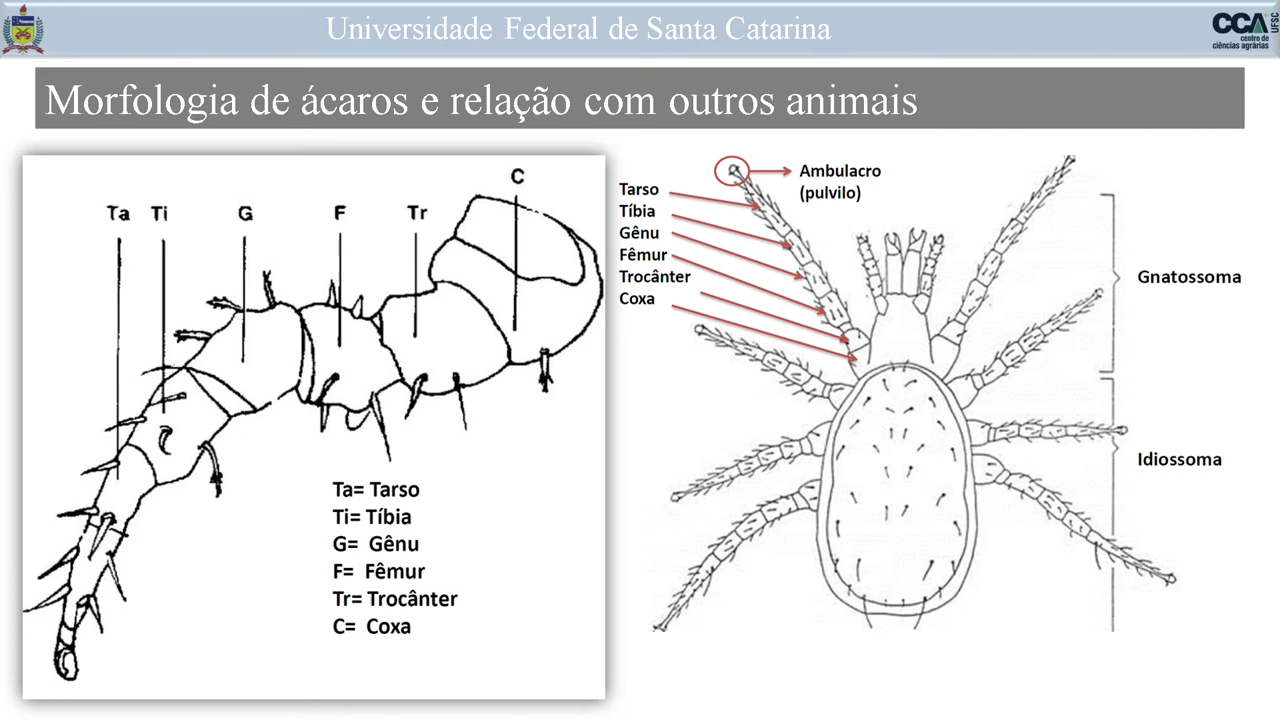 Universidade Federal de Santa Catarina
CCA
UFSC
centro de
ciências agrárias
Morfologia de ácaros e relação com outros animais
Ta Ti G F Tr C
Ta= Tarso
Ti= Tíbia
G= Gênu
F= Fêmur
Tr= Trocânter
C= Coxa
Ambulacro
(pulvilo)
Tarso
Tíbia
Gênu
Fêmur
Trocânter
Coxa
Gnatossoma
Idiossoma